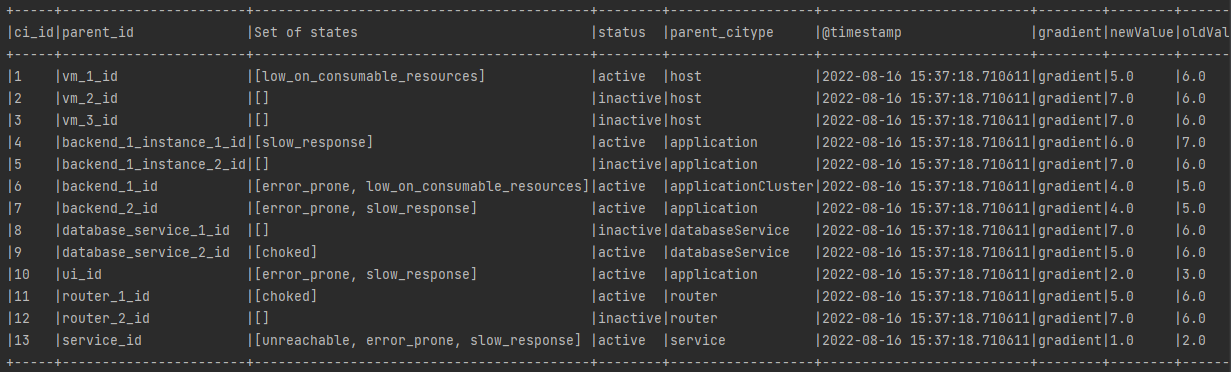 +-----+-----------------------+----------------------------------------+--------+------------------+--------------------------+--------+--------+------
|ci_id|parent_id              |Set of states                           |status  |parent_citype     |@timestamp                |gradient|newValue|oldVal
+-----+-----------------------+----------------------------------------+--------+------------------+--------------------------+--------+--------+------
|1    |vm_1_id                |[low_on_consumable_resources]           |active  |host              |2022-08-16 15:37:18.710611|gradient|5.0     |6.0
|2    |vm_2_id                |[]                                      |inactive|host              |2022-08-16 15:37:18.710611|gradient|7.0     |6.0
|3    |vm_3_id                |[]                                      |inactive|host              |2022-08-16 15:37:18.710611|gradient|7.0     |6.0
|4    |backend_1_instance_1_id|[slow_response]                         |active  |application       |2022-08-16 15:37:18.710611|gradient|6.0     |7.0
|5    |backend_1_instance_2_id|[]                                      |inactive|application       |2022-08-16 15:37:18.710611|gradient|7.0     |6.0
|6    |backend_1_id           |[error_prone, low_on_consumable_resources]|active  |applicationCluster|2022-08-16 15:37:18.710611|gradient|4.0     |5.0
|7    |backend_2_id           |[error_prone, slow_response]            |active  |application       |2022-08-16 15:37:18.710611|gradient|4.0     |5.0
|8    |database_service_1_id  |[]                                      |inactive|databaseService   |2022-08-16 15:37:18.710611|gradient|7.0     |6.0
|9    |database_service_2_id  |[choked]                                |active  |databaseService   |2022-08-16 15:37:18.710611|gradient|5.0     |6.0
|10   |ui_id                  |[error_prone, slow_response]            |active  |application       |2022-08-16 15:37:18.710611|gradient|2.0     |3.0
|11   |router_1_id            |[choked]                                |active  |router            |2022-08-16 15:37:18.710611|gradient|5.0     |6.0
|12   |router_2_id            |[]                                      |inactive|router            |2022-08-16 15:37:18.710611|gradient|7.0     |6.0
|13   |service_id             |[unreachable, error_prone, slow_response] |active  |service           |2022-08-16 15:37:18.710611|gradient|1.0     |2.0
+-----+-----------------------+----------------------------------------+--------+------------------+--------------------------+--------+--------+------